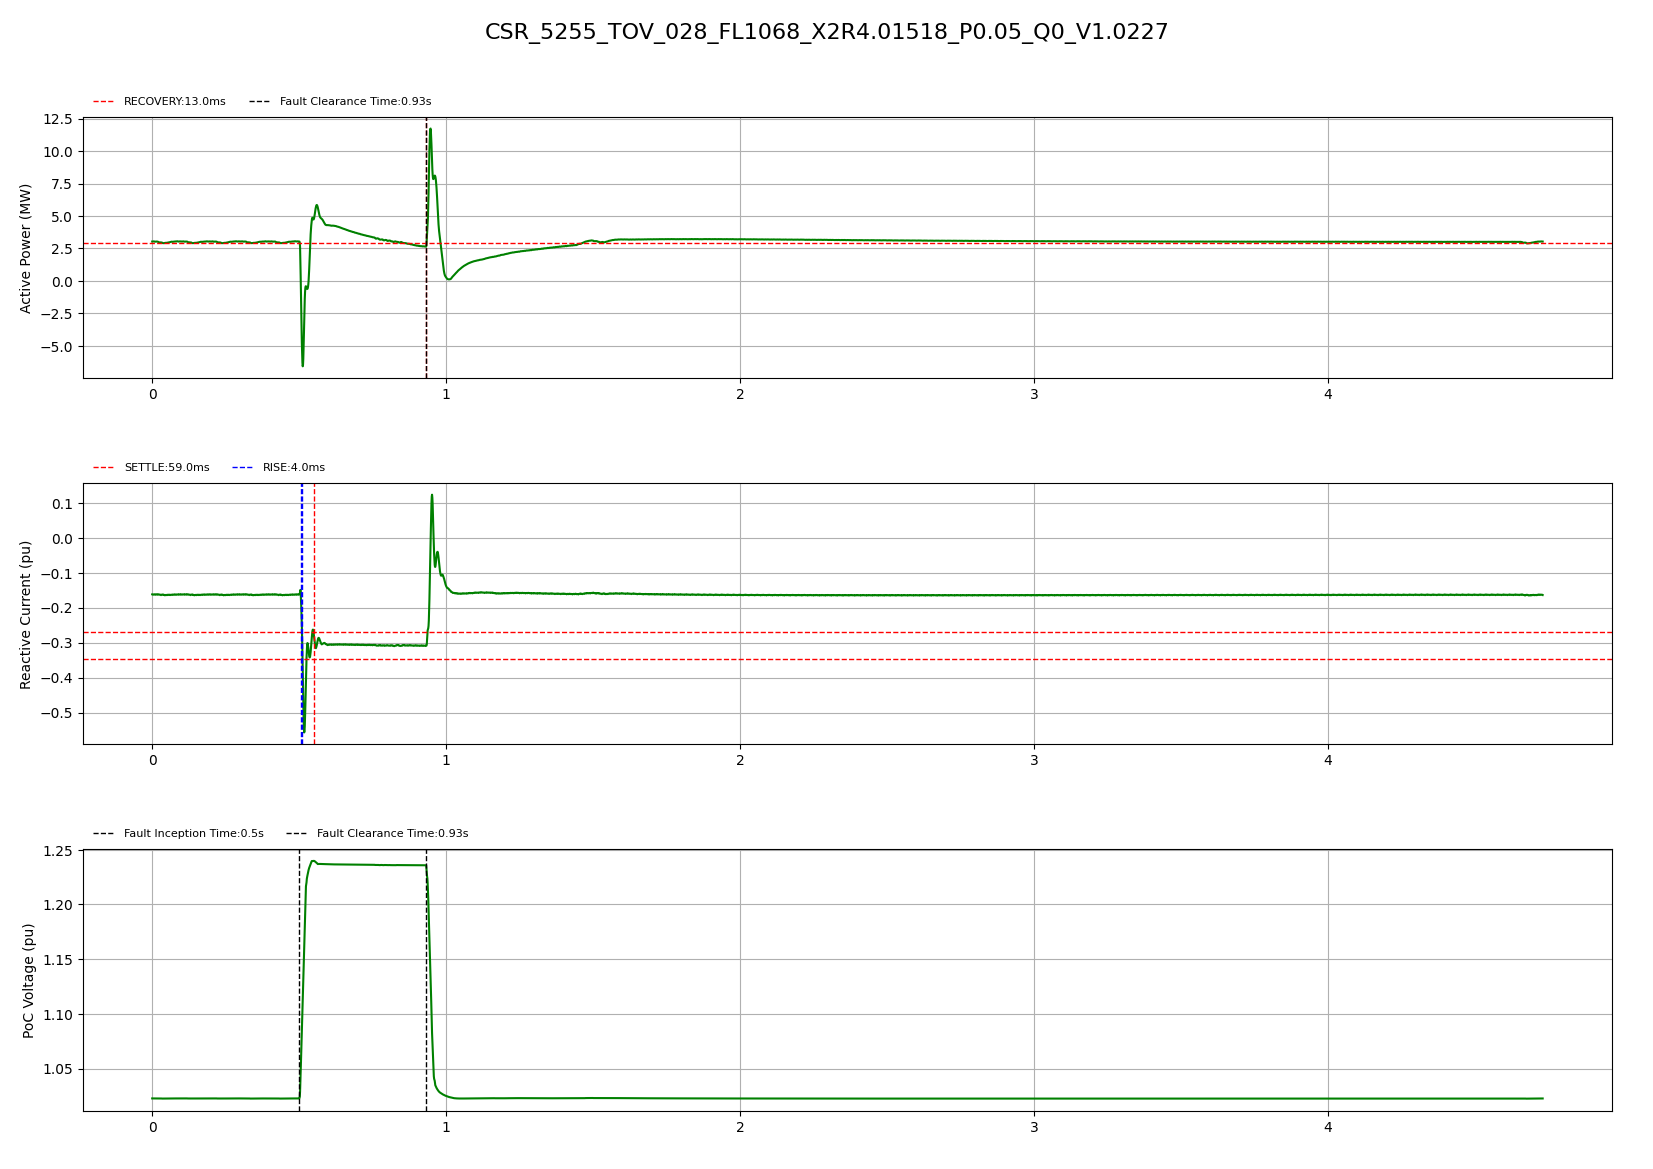 CSR_5255_TOV_028_FL1068_X2R4.01518_P0.05_Q0_V1.0227
RECOVERY:13.0ms Fault Clearance Time:0.93s
12.5
10.0
7.5
5.0
2.5
0.0
−2.5
−5.0
Active Power (MW)
0 1 2 3 4
SETTLE:59.0ms RISE:4.0ms
0.1
0.0
−0.1
−0.2
−0.3
−0.4
−0.5
Reactive Current (pu)
0 1 2 3 4
Fault Inception Time:0.5s Fault Clearance Time:0.93s
1.25
1.20
1.15
1.10
1.05
PoC Voltage (pu)
0 1 2 3 4